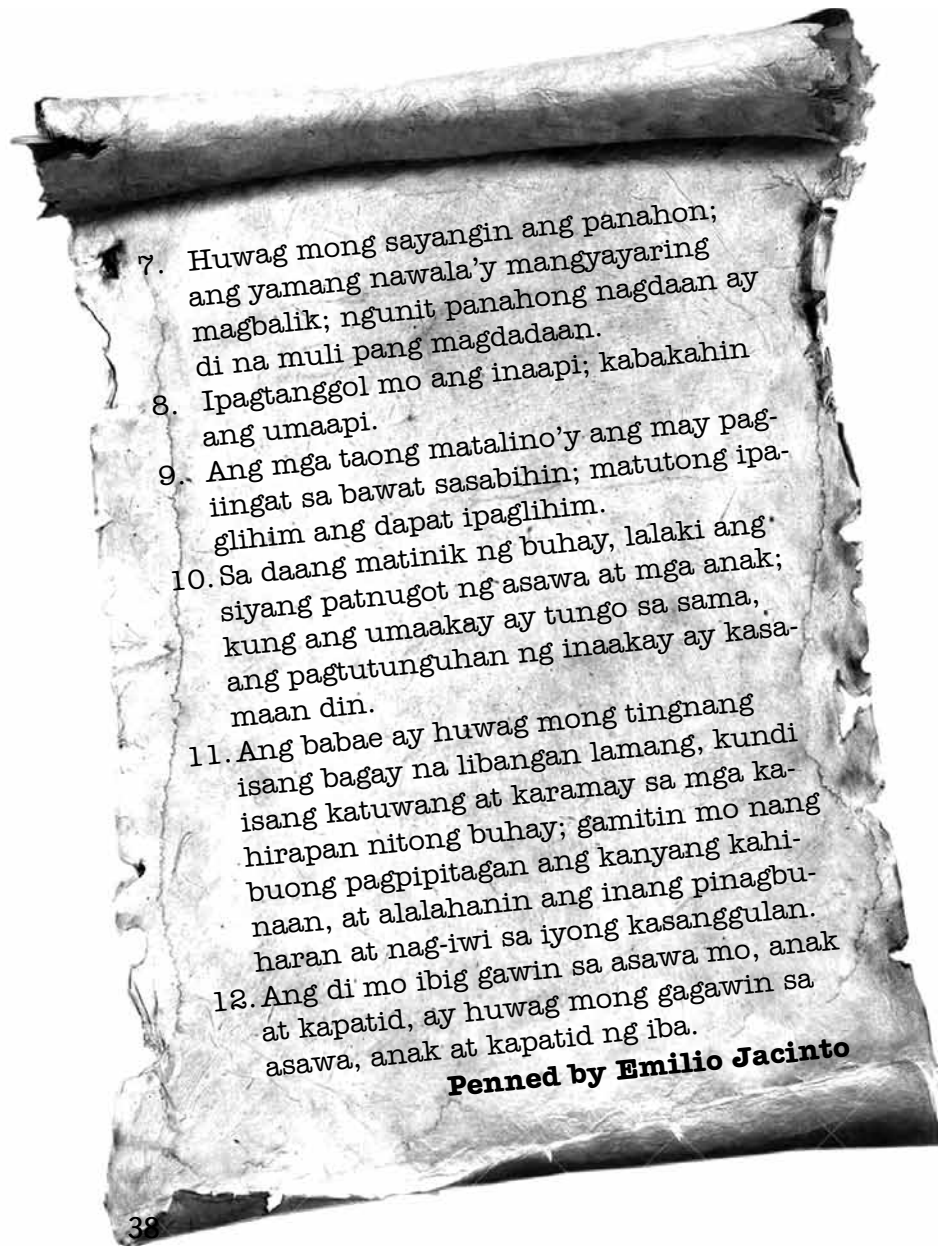 7. Huwag mong sayangin ang panahon;
ang yamang nawala'y mangyayaring
magbalik; ngunit panahong nagdaan ay
di na muli pang magdadaan.
8. Ipagtanggol mo ang inaapi; kabakahin
ang umaapi.
9. Ang mga taong matalino'y ang may pag-
iingat sa bawat sasabihin; matutong ipa-
glihim ang dapat ipaglihim.
10. Sa daang matinik ng buhay, lalaki ang
siyang patnugot ng asawa at mga anak;
kung ang umaakay ay tungo sa sama,
ang pagtutunguhan ng inaakay ay kasa-
maan din.
11. Ang babae ay huwag mong tingnang
isang bagay na libangan lamang, kundi
isang katuwang at karamay sa mga ka-
hirapan nitong buhay; gamitin mo nang
buong pagpipitagan ang kanyang kahi-
naan, at alalahanin ang inang pinagbu-
haran at nag-iwi sa iyong kasanggulan.
12. Ang di mo ibig gawin sa asawa mo, anak
at kapatid, ay huwag mong gagawin sa
asawa, anak at kapatid ng iba.
Penned by Emilio Jacinto
38